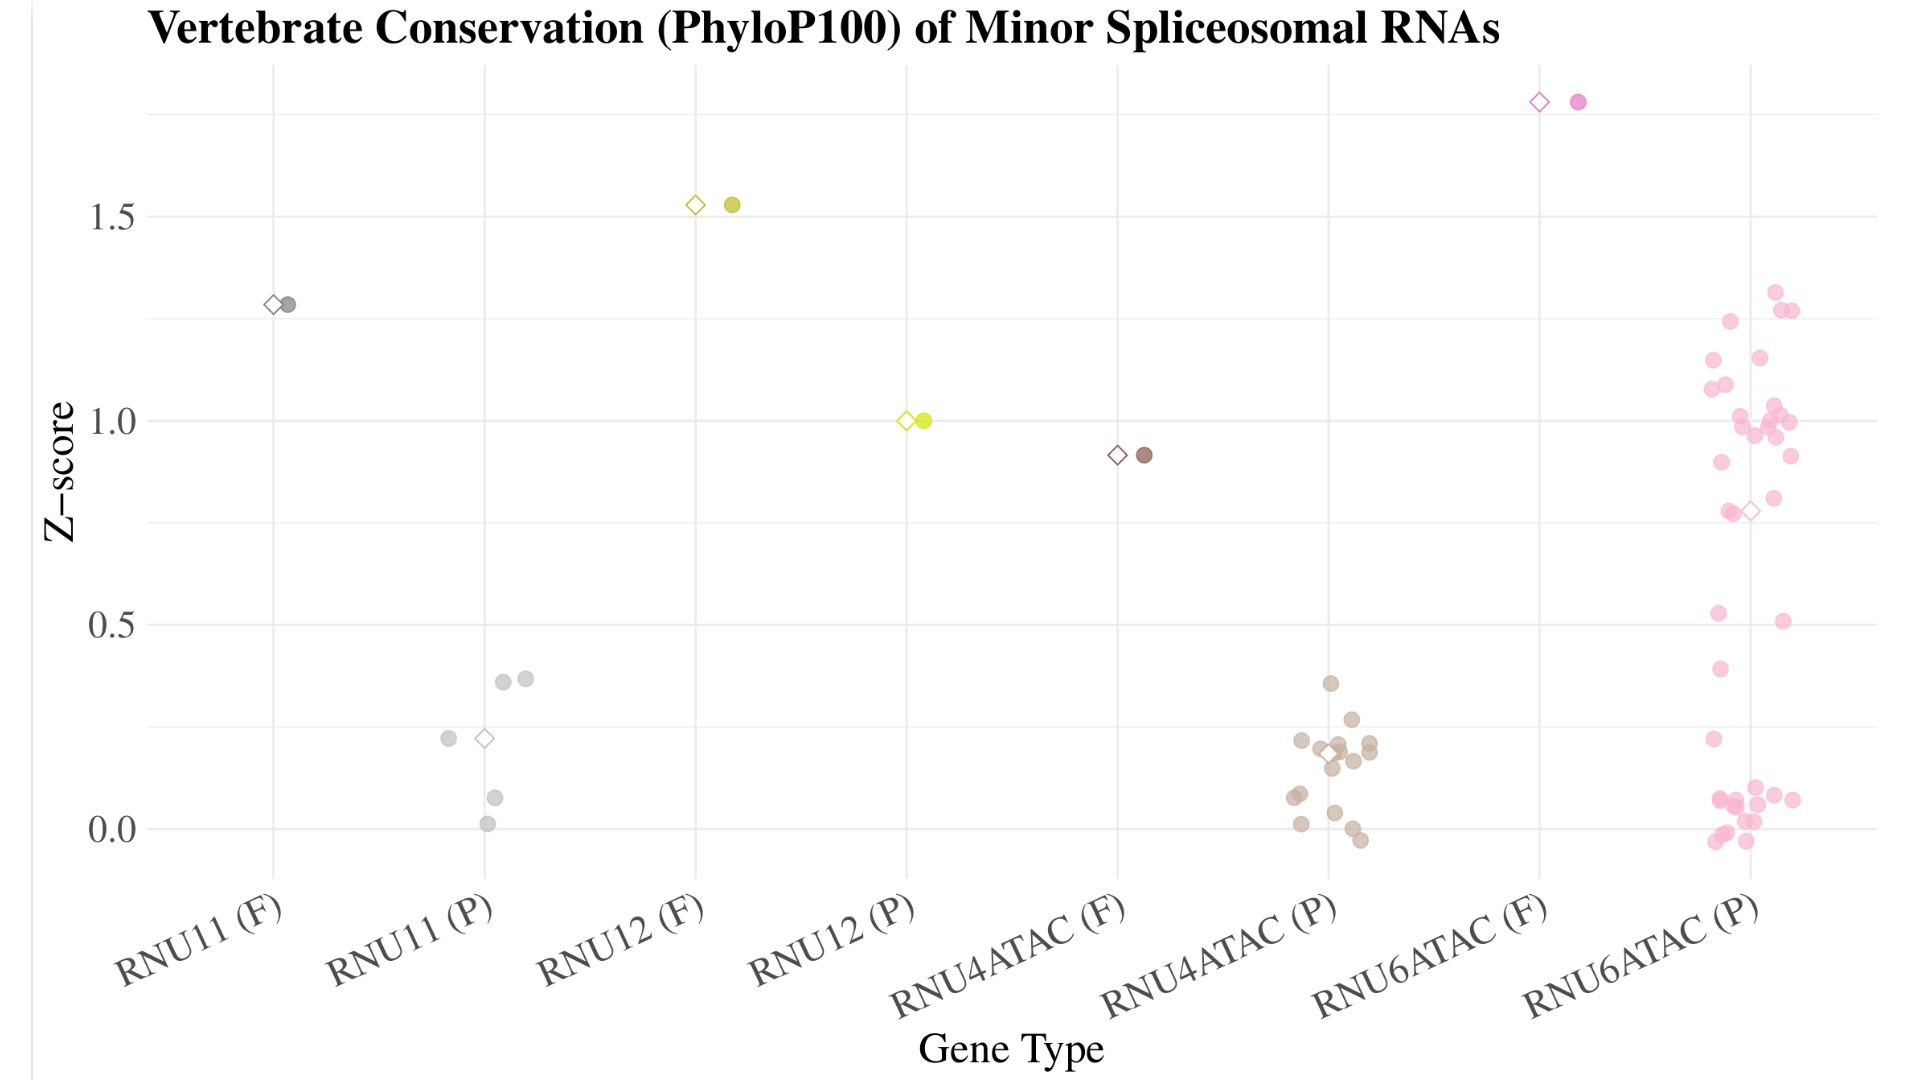 Vertebrate Conservation (PhyloP100) of Minor Spliceosomal RNAs
Z−score
1.5
1.0
0.5
0.0
RNU11 (F)
RNU11 (P)
RNU12 (F)
RNU12 (P)
RNU4ATAC (F)
RNU4ATAC (P)
RNU6ATAC (F)
RNU6ATAC (P)
Gene Type